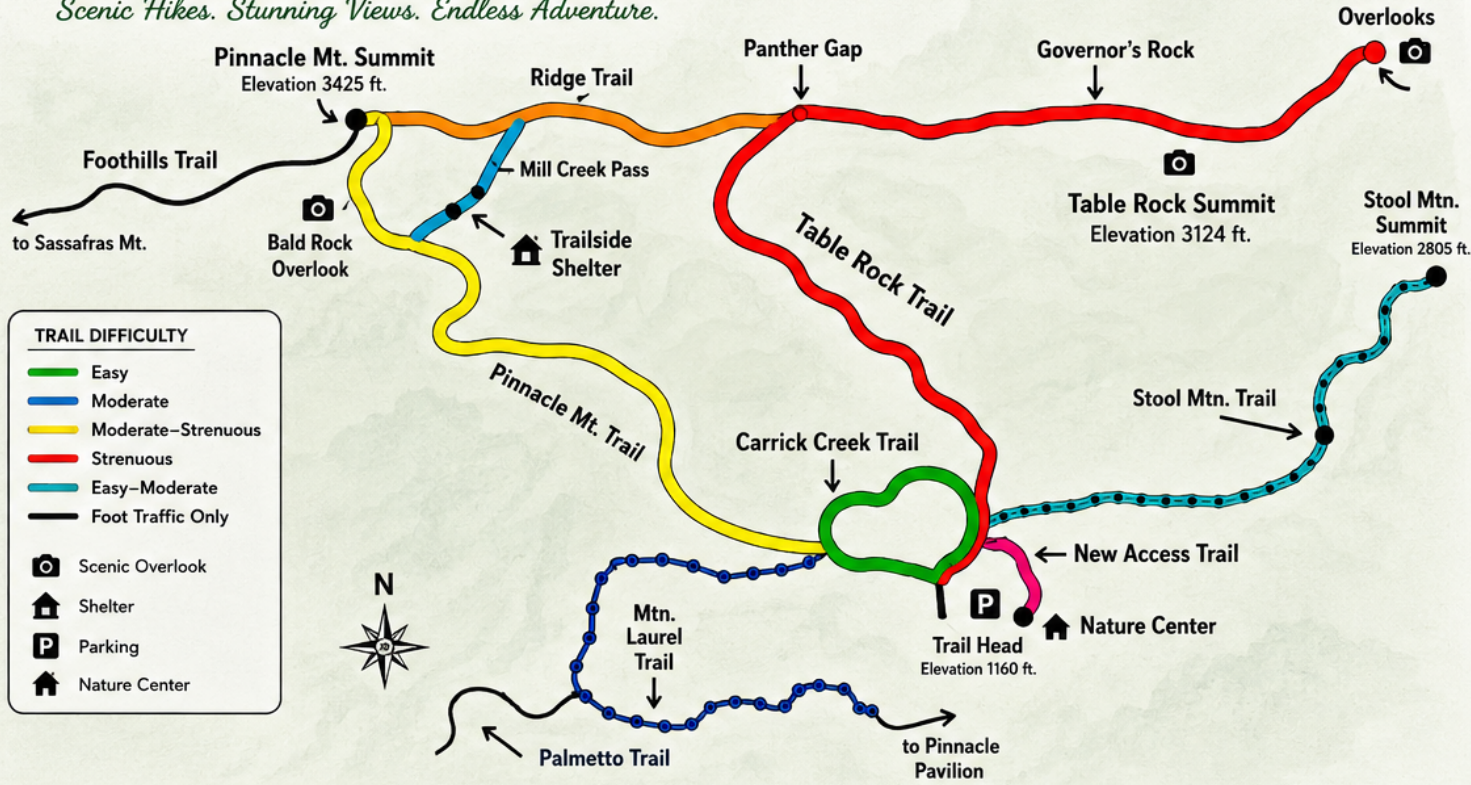 Scenic Hikes. Stunning Views. Endless Adventure.
Overlooks
Pinnacle Mt. Summit
Elevation 3425 ft.
Ridge Trail
Panther Gap
Governor's Rock
Foothills Trail
to Sassafras Mt.
Mill Creek Pass
Bald Rock
Overlook
Trailside
Shelter
Table Rock Trail
Table Rock Summit
Elevation 3124 ft.
Stool Mtn.
Summit
Elevation 2805 ft.
TRAIL DIFFICULTY
Easy
Moderate
Moderate–Strenuous
Strenuous
Easy–Moderate
Foot Traffic Only
Scenic Overlook
Shelter
P
Parking
Nature Center
Pinnacle Mt. Trail
Carrick Creek Trail
Stool Mtn. Trail
New Access Trail
N
Mtn.
Laurel
Trail
P
Nature Center
Trail Head
Elevation 1160 ft.
Palmetto Trail
to Pinnacle
Pavilion